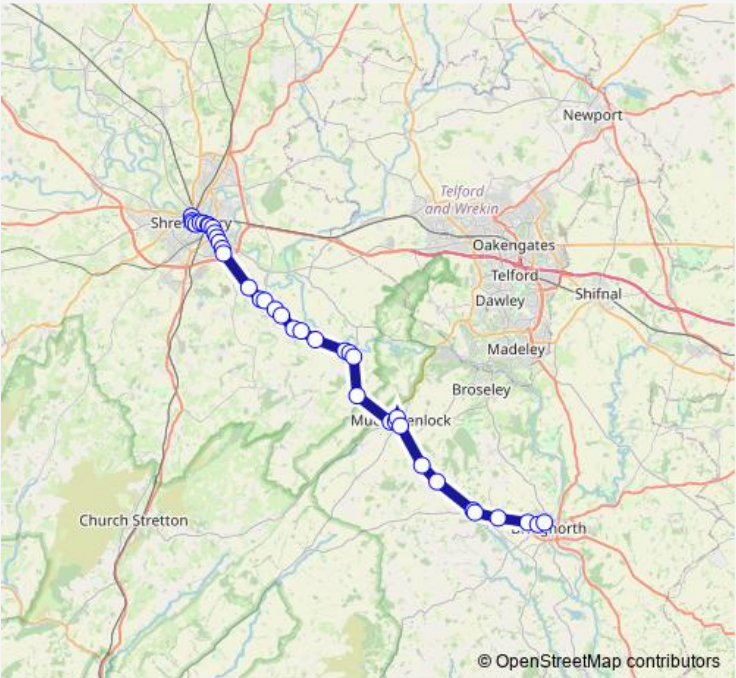 Newport
Telford
and Wrekin
Oakengates
Telford
Shifnal
Dawley
Madeley
Broseley
Church Stretton
© OpenStreetMap contributors